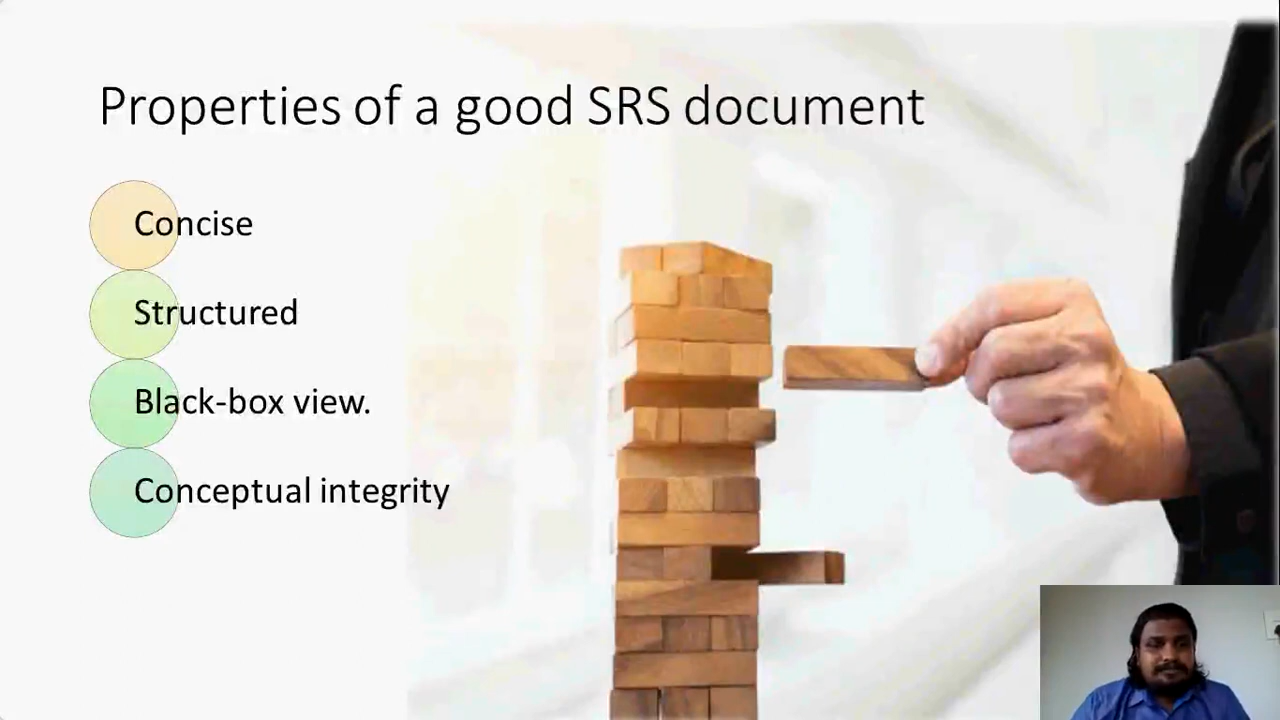 Properties of a good SRS document
Concise
Structured
Black-box view.
Conceptual integrity